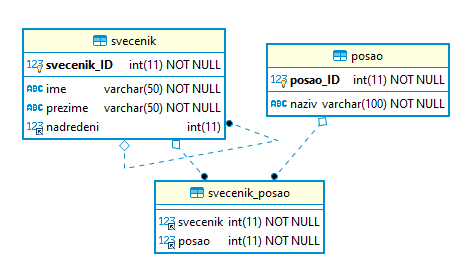 svecenik
123 svecenik_ID int(11) NOT NULL
ABC ime varchar(50) NOT NULL
ABC prezime varchar(50) NOT NULL
123 nadredeni int(11)
posao
123 posao_ID int(11) NOT NULL
ABC naziv varchar(100) NOT NULL
svecenik_posao
123 svecenik int(11) NOT NULL
123 posao int(11) NOT NULL